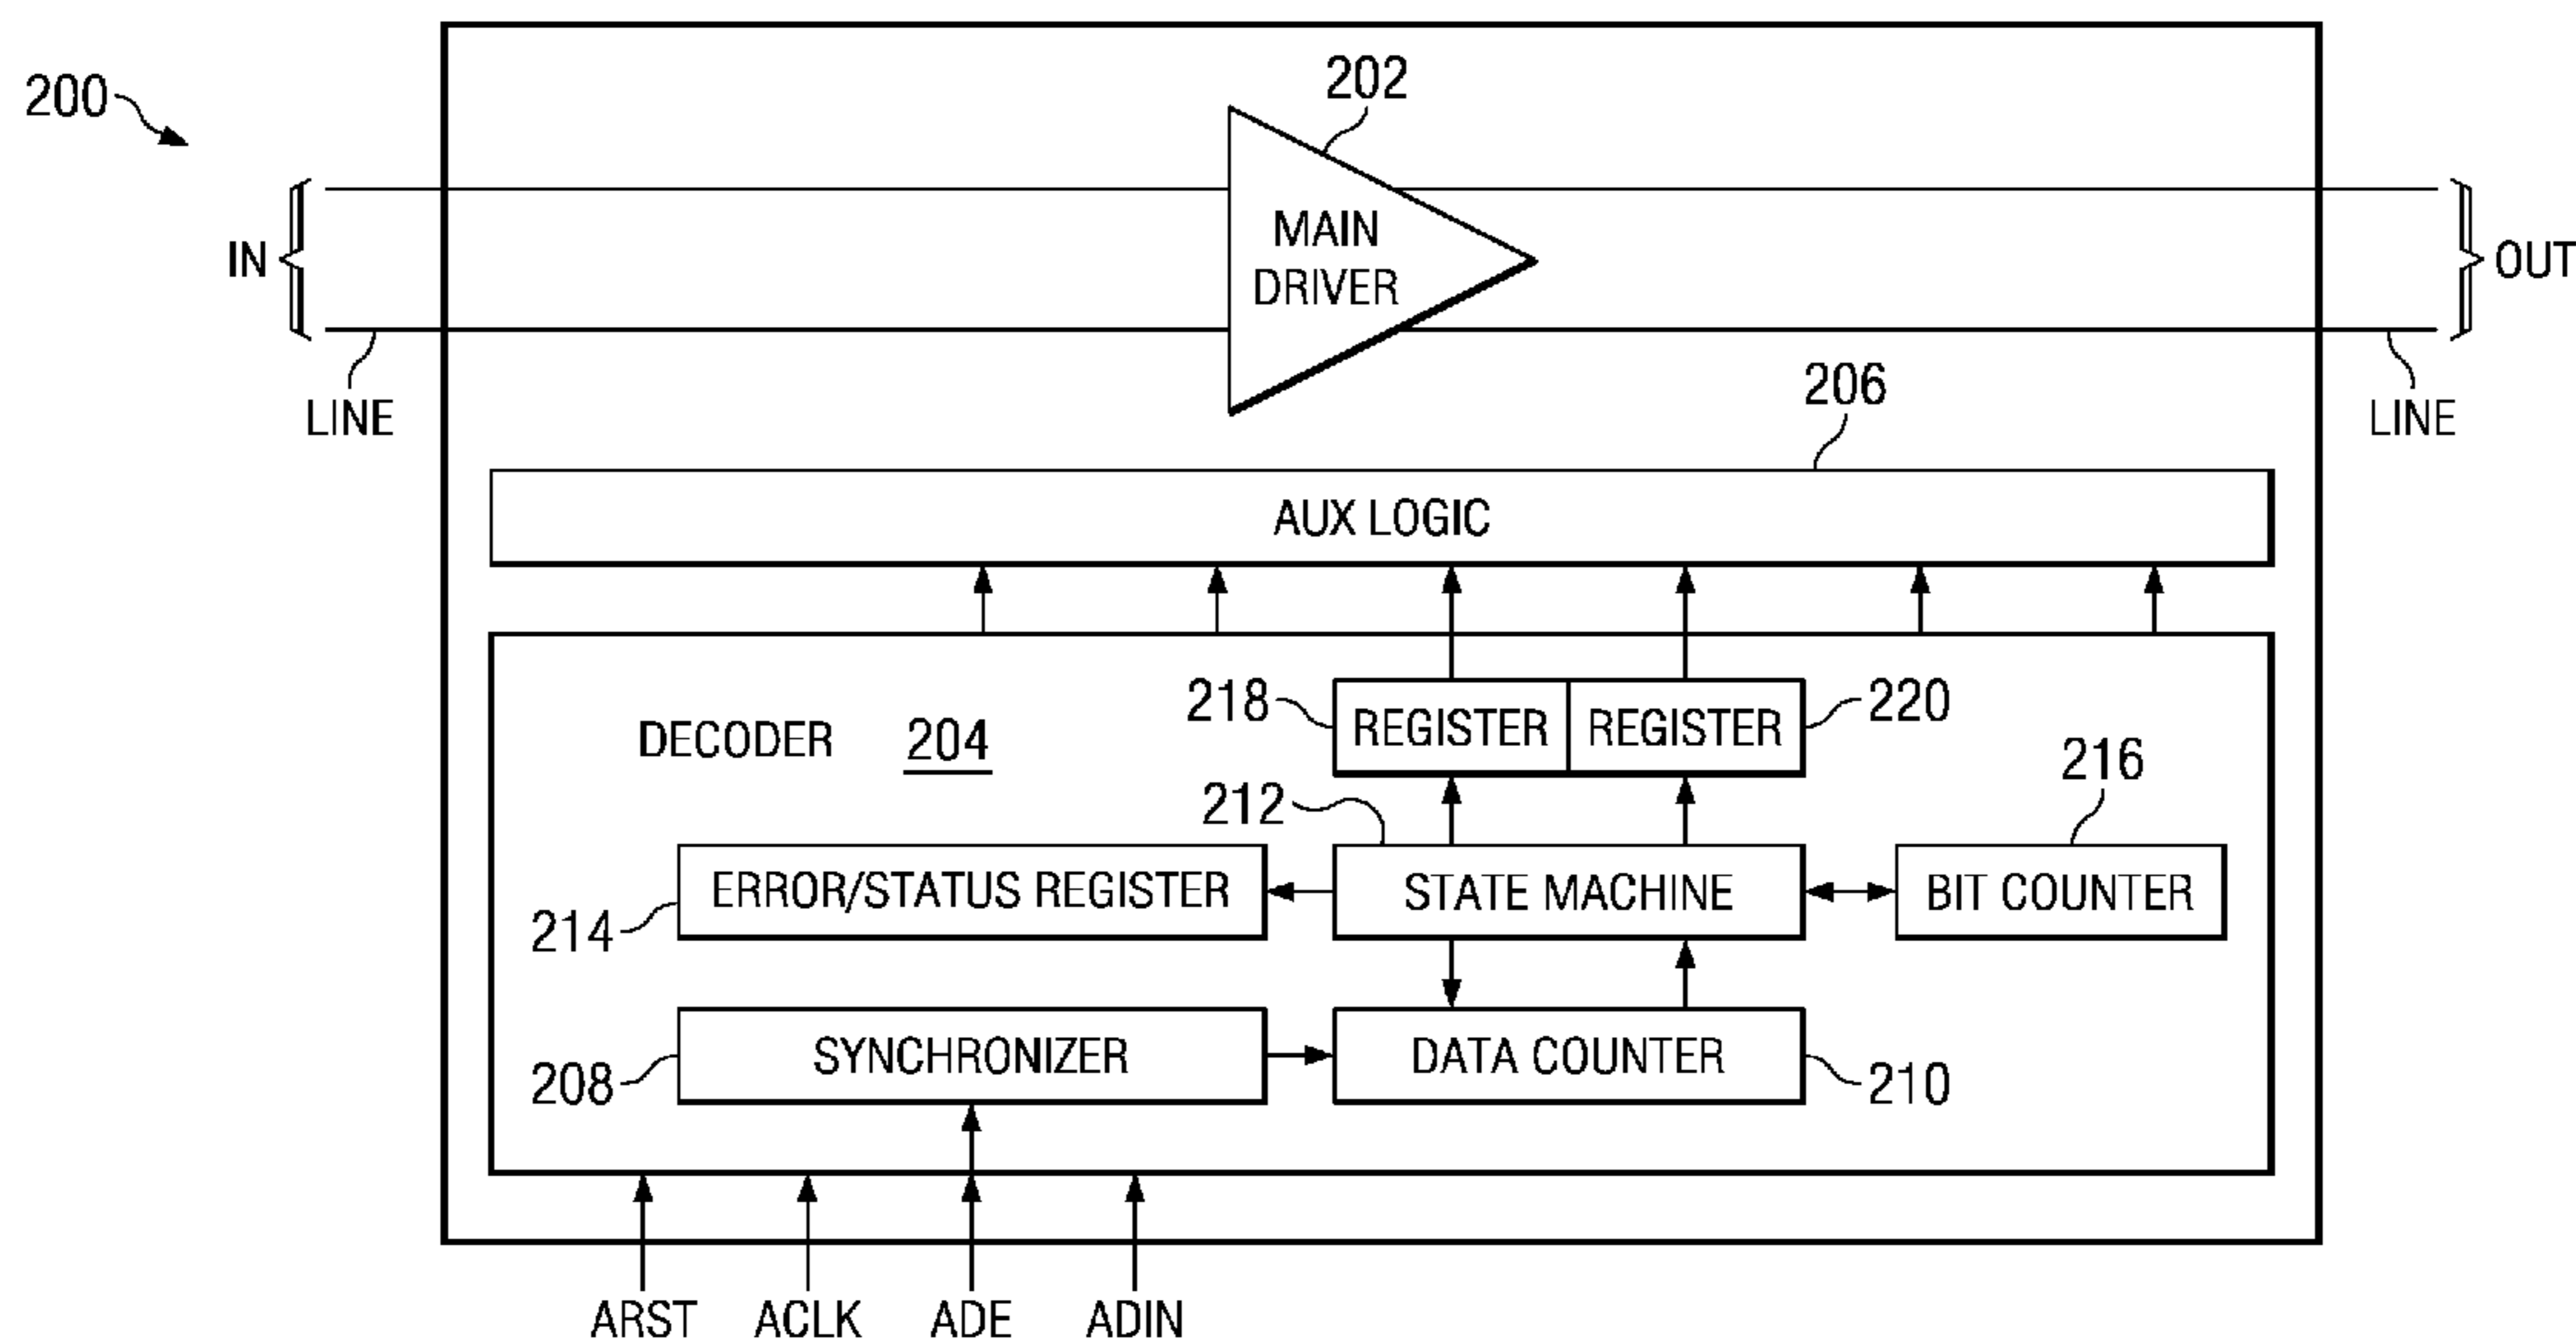 200
202
MAIN
DRIVER
IN
OUT
LINE
LINE
206
AUX LOGIC
DECODER 204
218
REGISTER
REGISTER
220
212
216
214
ERROR/STATUS REGISTER
STATE MACHINE
BIT COUNTER
208
SYNCHRONIZER
DATA COUNTER
210
ARST
ACLK
ADE
ADIN